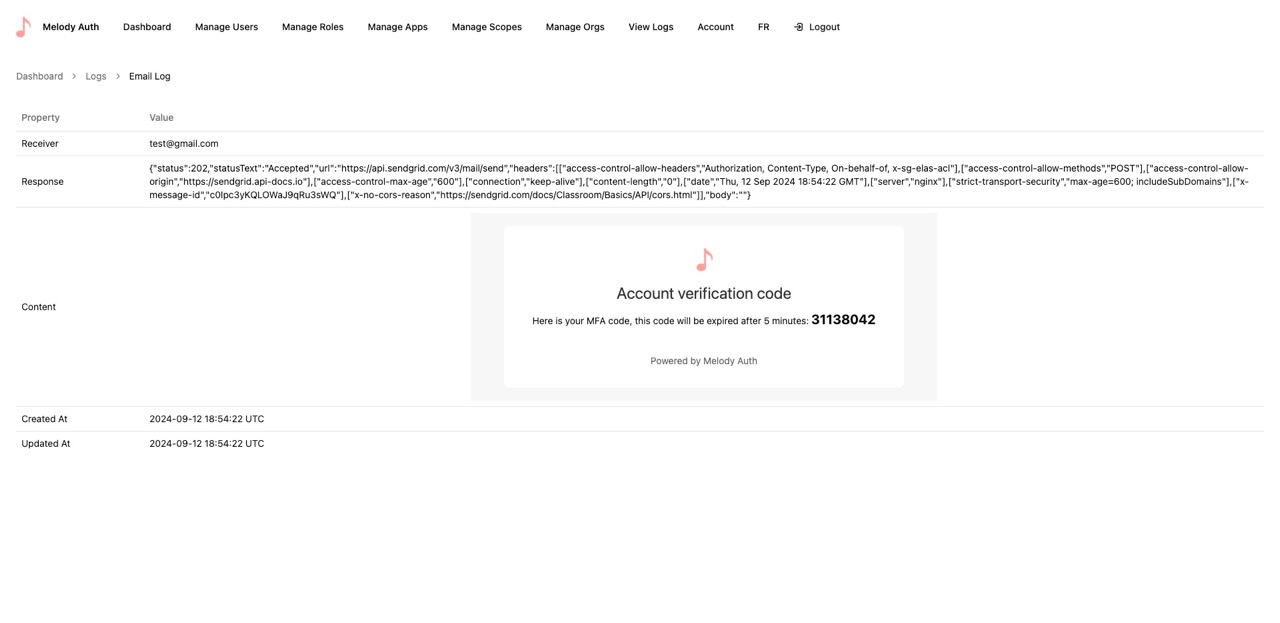 Melody Auth Dashboard Manage Users Manage Roles Manage Apps Manage Scopes Manage Orgs View Logs Account FR Logout
Dashboard > Logs > Email Log
Property Value
Receiver test@gmail.com
{"status":202,"statusText":"Accepted","url":"https://api.sendgrid.com/v3/mail/send","headers":[["access-control-allow-headers","Authorization, Content-Type, On-behalf-of, x-sg-elas-acl"],["access-control-allow-methods","POST"],["access-control-allow-
Response origin","https://sendgrid.api-docs.io"],["access-control-max-age","600"],["connection","keep-alive"],["content-length","0"],["date","Thu, 12 Sep 2024 18:54:22 GMT"],["server","nginx"],["strict-transport-security","max-age=600; includeSubDomains"],["x-
message-id","c0Ipc3yKQLOWaJ9qRu3sWQ"],["x-no-cors-reason","https://sendgrid.com/docs/Classroom/Basics/API/cors.html"]],"body":""}
Content
Account verification code
Here is your MFA code, this code will be expired after 5 minutes: 31138042
Powered by Melody Auth
Created At 2024-09-12 18:54:22 UTC
Updated At 2024-09-12 18:54:22 UTC